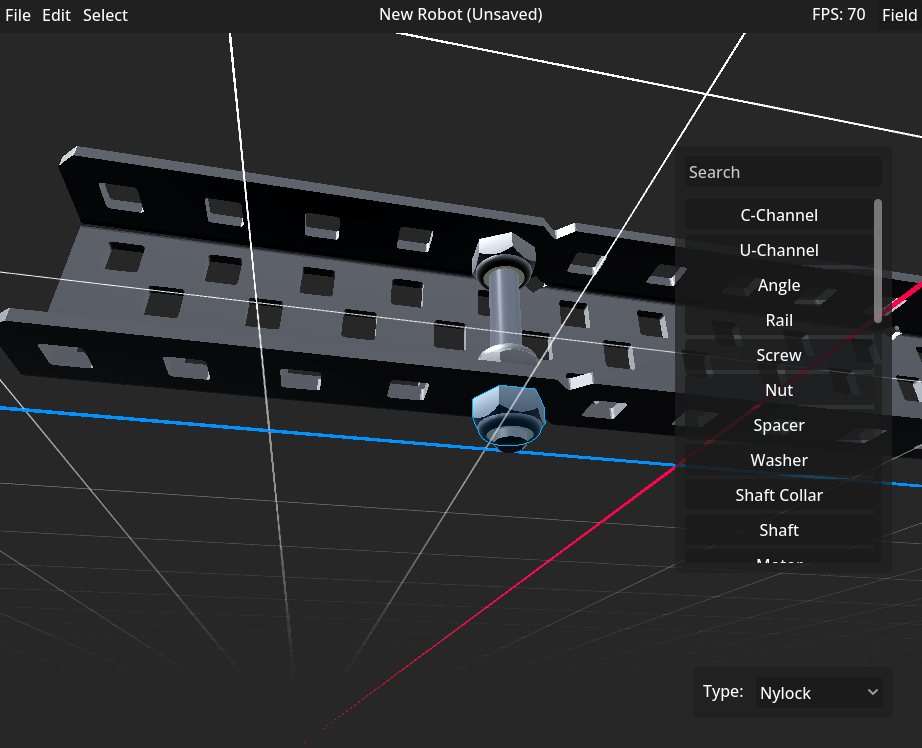 File Edit Select New Robot (Unsaved) FPS: 70 Field
Search
C-Channel
U-Channel
Angle
Rail
Screw
Nut
Spacer
Washer
Shaft Collar
Shaft
Motor
Type: Nylock